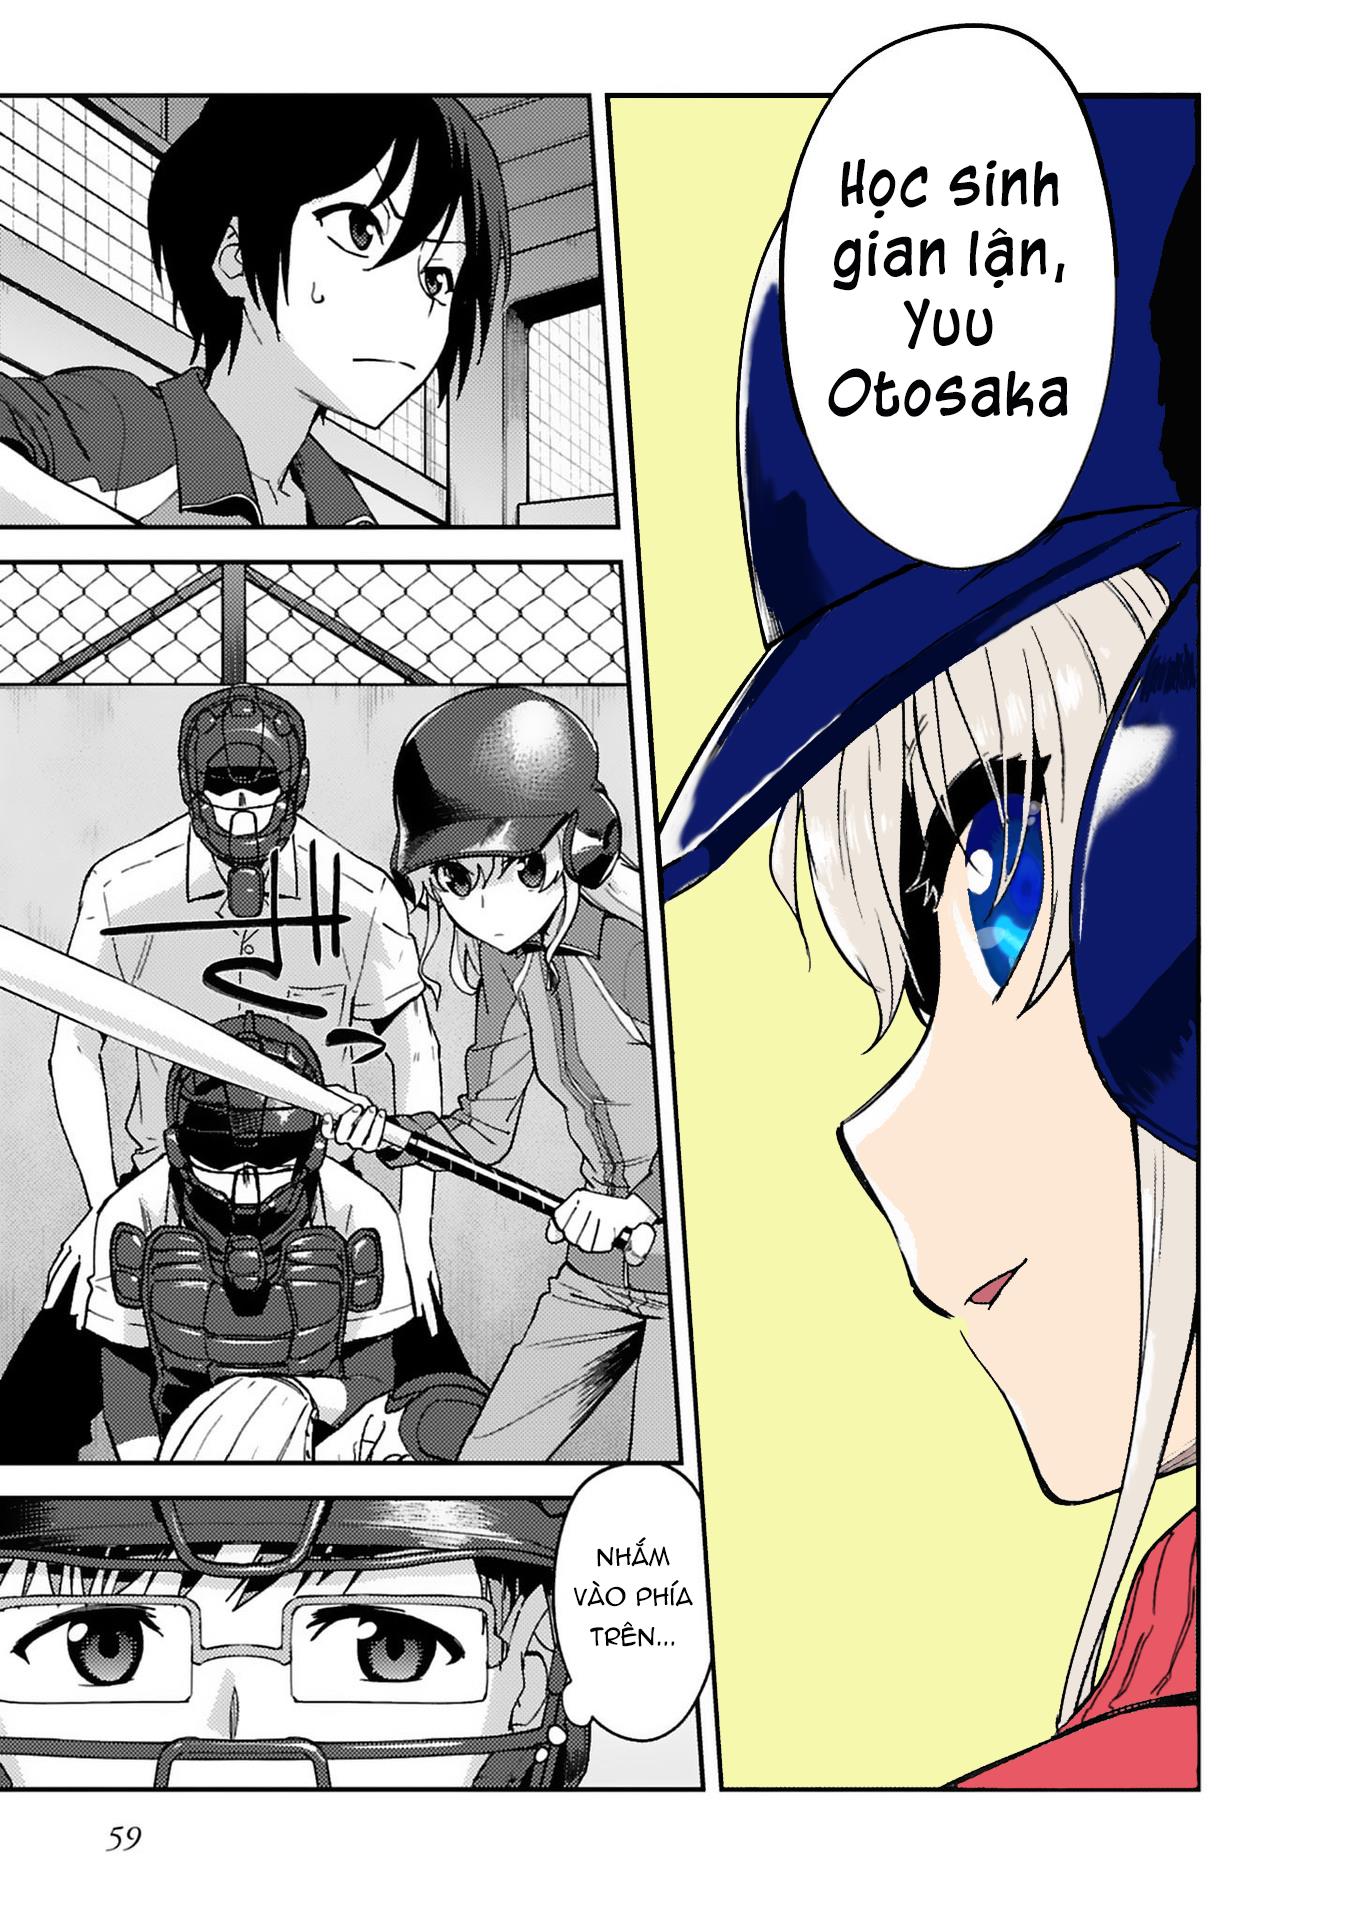 Học sinh
gian lận,
Yuu
Otosaka
NHẮM
VÀO PHÍA
TRÊN...
59